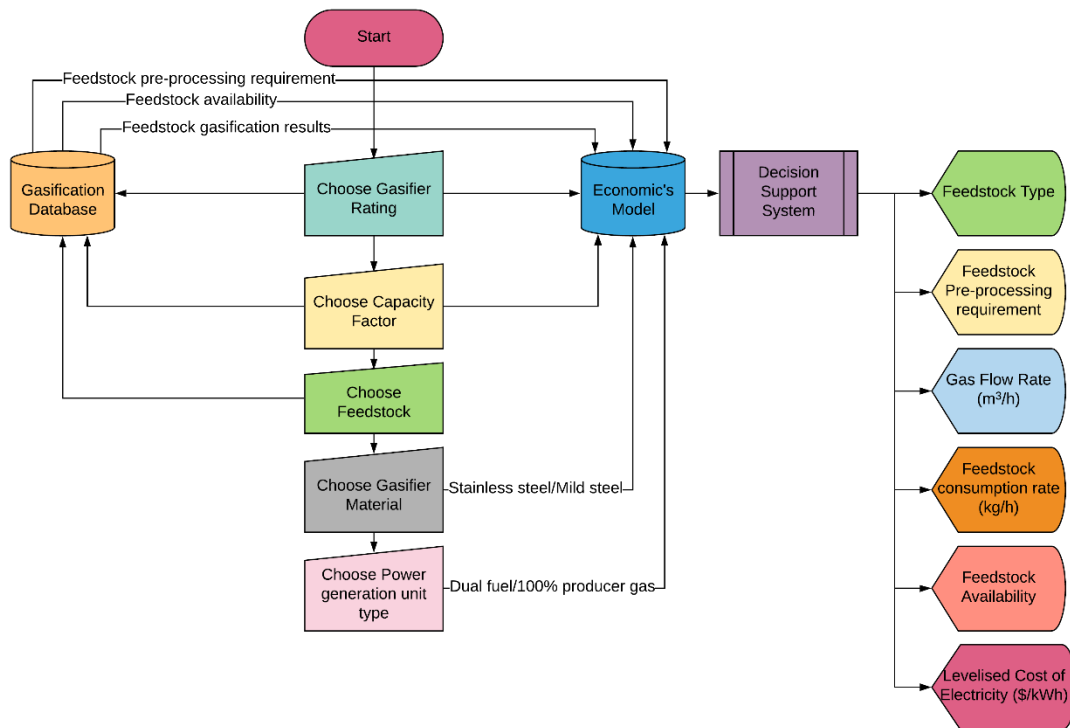 Start
Feedstock pre-processing requirement
Feedstock availability
Feedstock gasification results
Gasification
Database
Choose Gasifier
Rating
Economic's
Model
Decision
Support
System
Feedstock Type
Choose Capacity
Factor
Feedstock
Pre-processing
requirement
Choose
Feedstock
Gas Flow Rate
(m³/h)
Choose Gasifier
Material
Stainless steel/Mild steel
Feedstock
consumption rate
(kg/h)
Choose Power
generation unit
type
Dual fuel/100% producer gas
Feedstock
Availability
Levelised Cost of
Electricity ($/kWh)